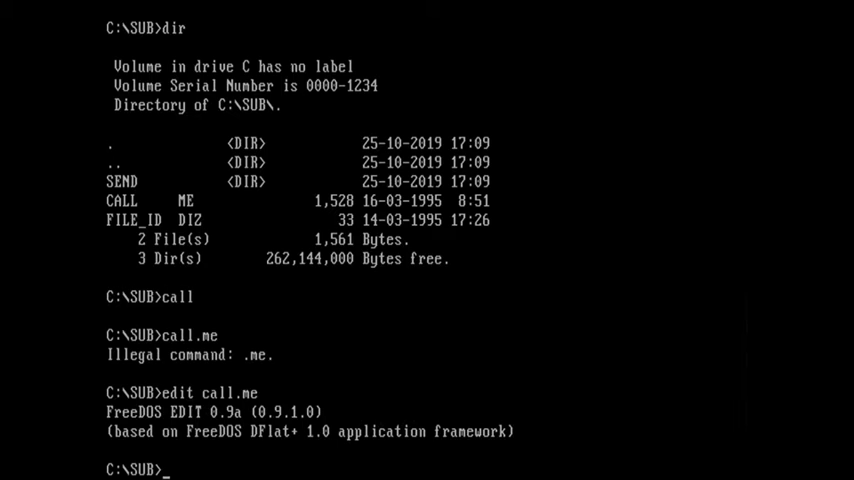 C:\SUB>dir
Volume in drive C has no label
Volume Serial Number is 0000-1234
Directory of C:\SUB\.
. <DIR> 25-10-2019 17:09
.. <DIR> 25-10-2019 17:09
SEND <DIR> 25-10-2019 17:09
CALL ME 1,528 16-03-1995 8:51
FILE_ID DIZ 33 14-03-1995 17:26
2 File(s) 1,561 Bytes.
3 Dir(s) 262,144,000 Bytes free.
C:\SUB>call
C:\SUB>call.me
Illegal command: .me.
C:\SUB>edit call.me
FreeDOS EDIT 0.9a (0.9.1.0)
(based on FreeDOS DFlat+ 1.0 application framework)
C:\SUB>_